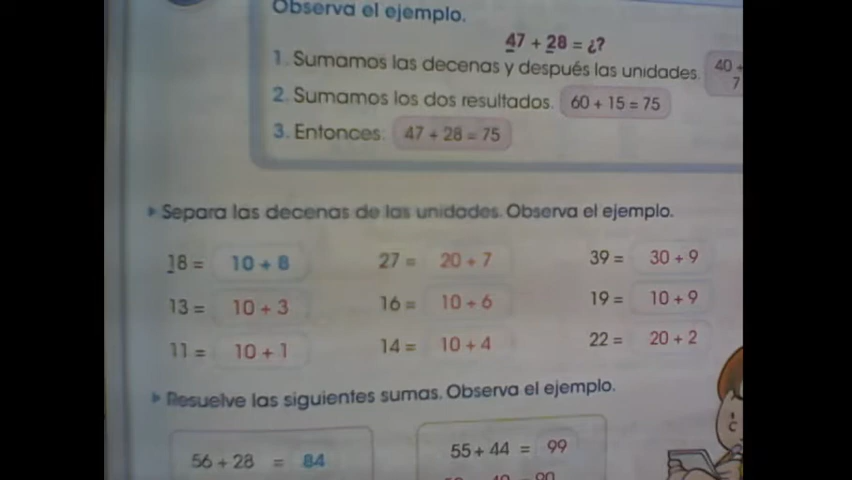 Observa el ejemplo.
47 + 28 = ¿?
1. Sumamos las decenas y después las unidades. 40 +
7
2. Sumamos los dos resultados. 60 + 15 = 75
3. Entonces: 47 + 28 = 75
Separa las decenas de las unidades. Observa el ejemplo.
18 = 10 + 8 27 = 20 + 7 39 = 30 + 9
13 = 10 + 3 16 = 10 + 6 19 = 10 + 9
11 = 10 + 1 14 = 10 + 4 22 = 20 + 2
Resuelve las siguientes sumas. Observa el ejemplo.
56 + 28 = 84 55 + 44 = 99